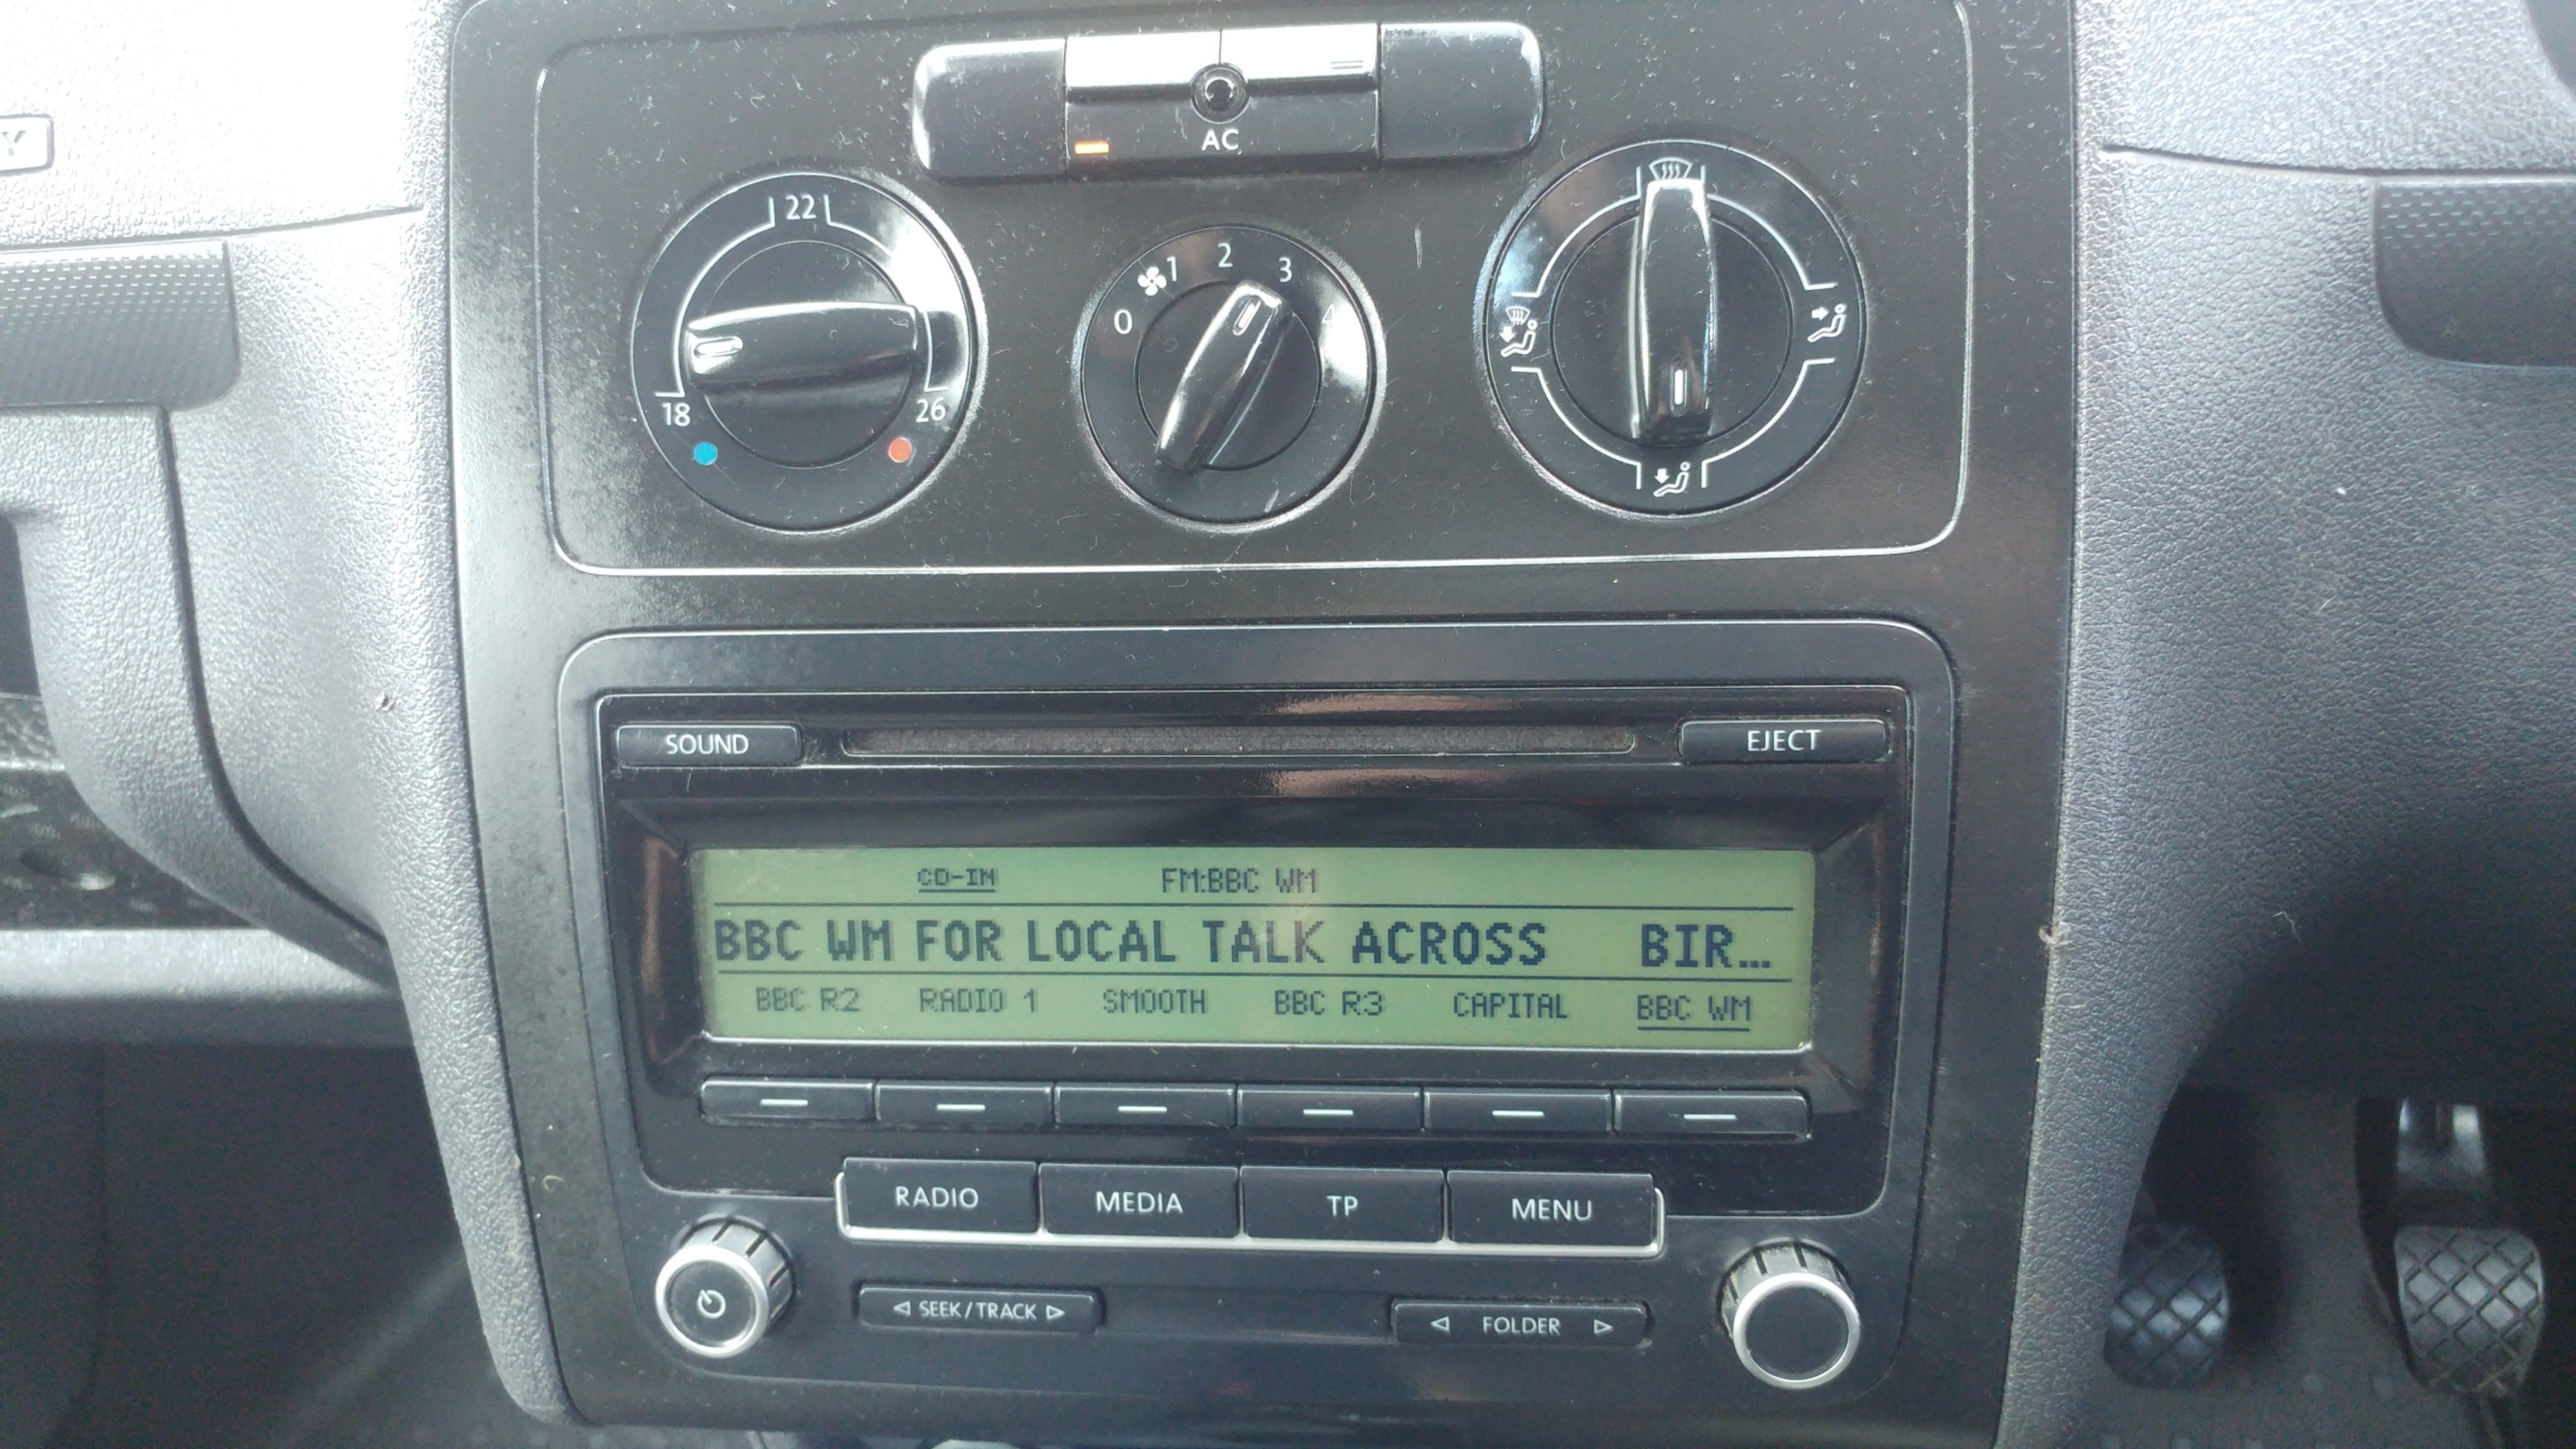 Y
AC
22
18
26
0 1 2 3 4
SOUND
EJECT
CD-IN FM:BBC WM
BBC WM FOR LOCAL TALK ACROSS BIR...
BBC R2 RADIO 1 SMOOTH BBC R3 CAPITAL BBC WM
RADIO MEDIA TP MENU
SEEK/TRACK
FOLDER